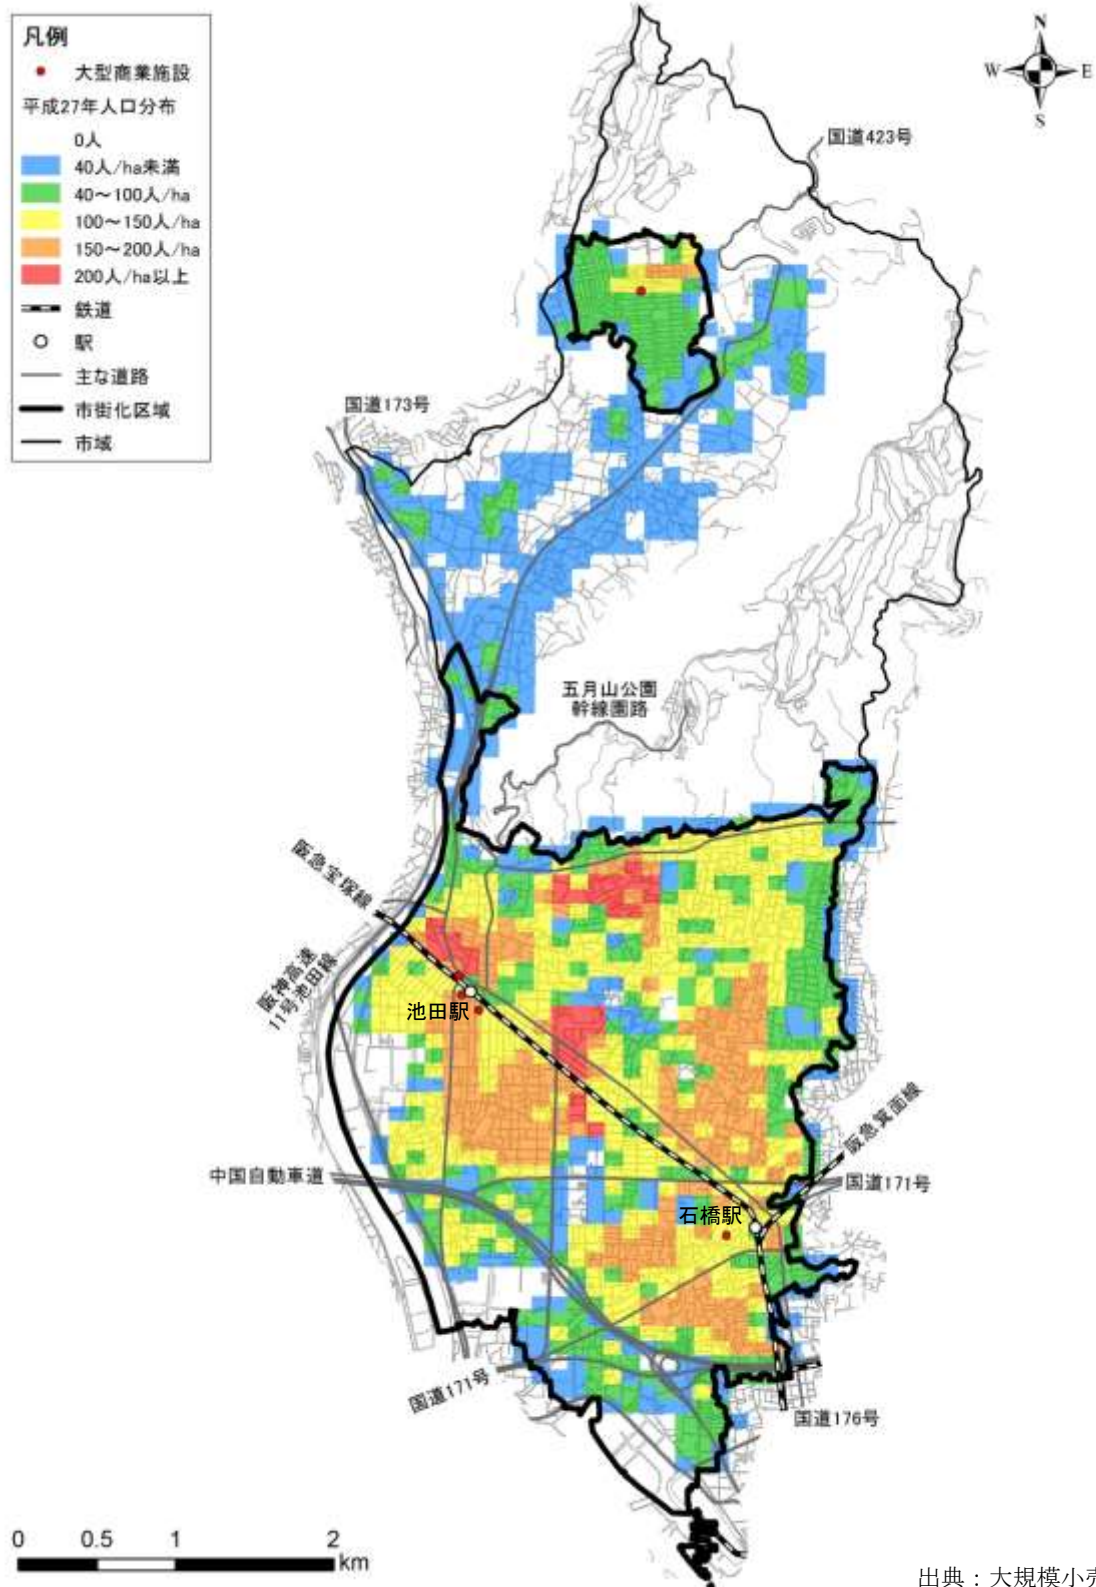 凡例
大型商業施設
平成27年人口分布
0人
40人/ha未満
40～100人/ha
100～150人/ha
150～200人/ha
200人/ha以上
鉄道
駅
主な道路
市街化区域
市域
N
W
E
S
国道423号
国道173号
五月山公園
幹線園路
阪急宝塚線
阪神高速
11号池田線
池田駅
阪急箕面線
中国自動車道
国道171号
石橋駅
国道171号
国道176号
0 0.5 1 2
km
出典：大規模小売